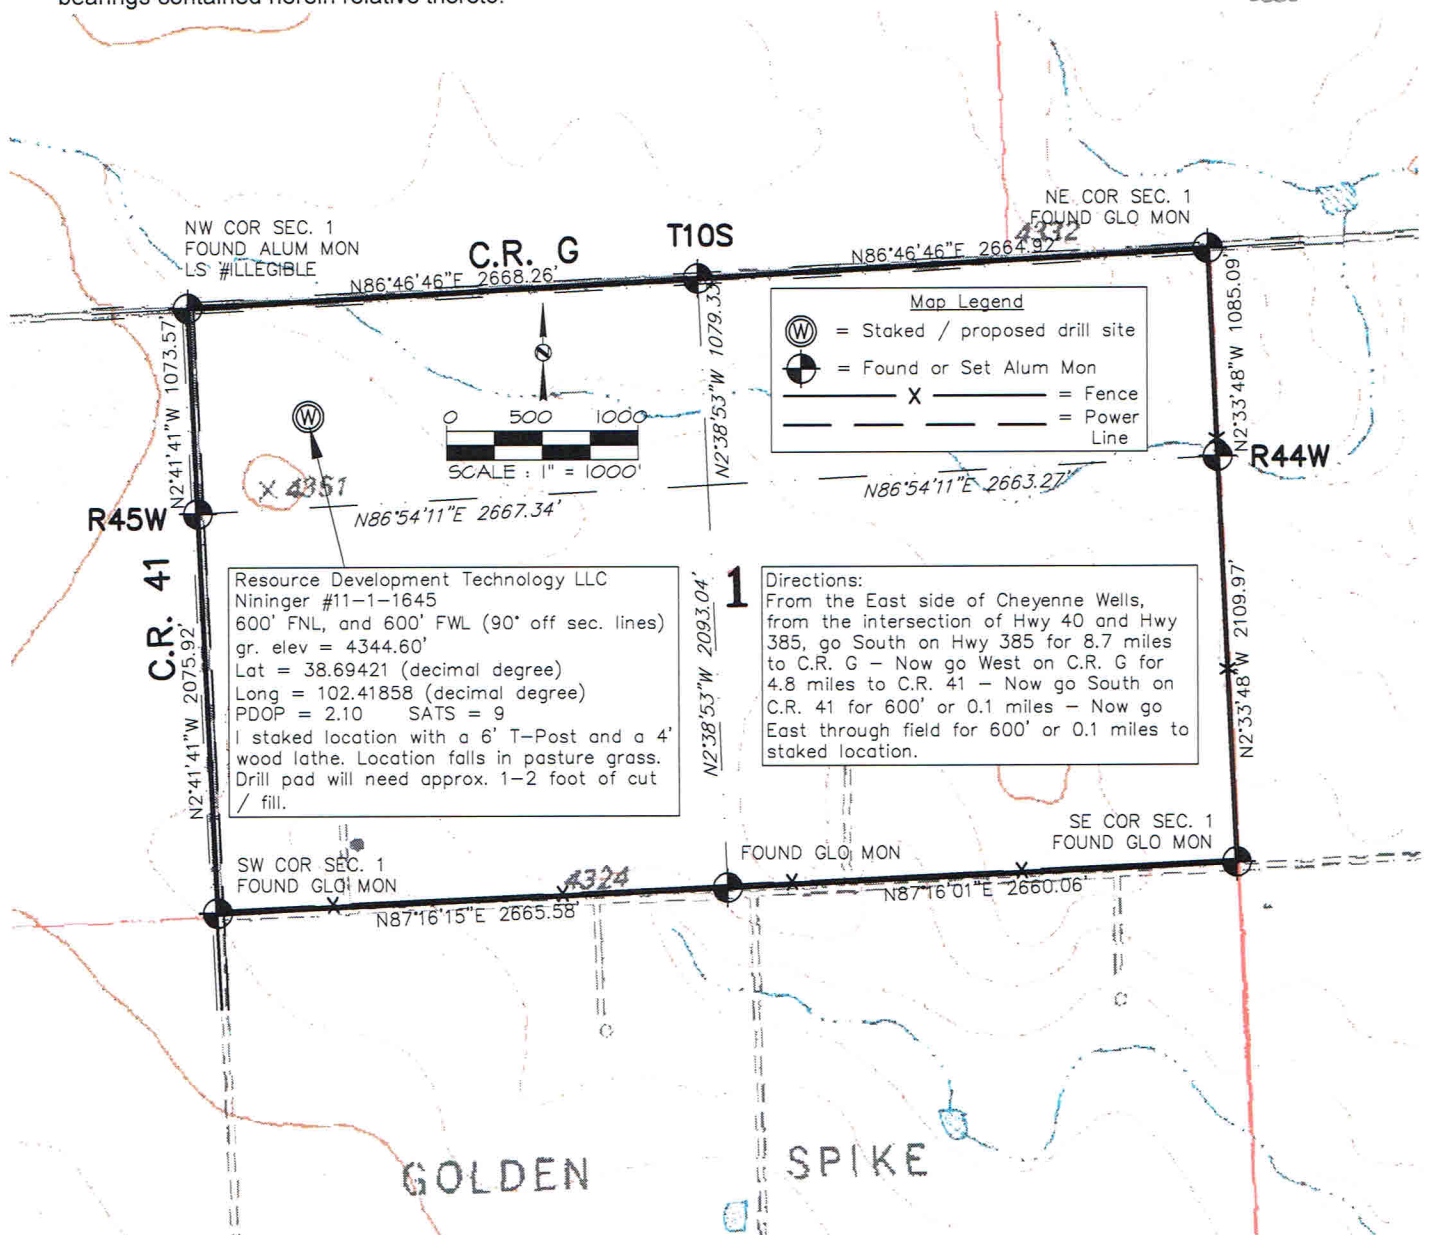 bearings contained herein relative thereto.
NE COR SEC. 1
FOUND GLO MON
NW COR SEC. 1
FOUND ALUM MON
LS #ILLEGIBLE
C.R. G
T10S
4332
N86°46'46"E 2664.92'
N86°46'46"E 2668.26'
N2°41'41"W 1073.57'
N2°38'53"W 1079.33'
N2°33'48"W 1085.09'
Map Legend
W = Staked / proposed drill site
= Found or Set Alum Mon
X = Fence
= Power
Line
0 500 1000
SCALE : 1" = 1000'
W
X 4351
R45W
R44W
N86°54'11"E 2667.34'
N86°54'11"E 2663.27'
C.R. 41
N2°41'41"W 2075.92'
Resource Development Technology LLC
Nininger #11-1-1645
600' FNL, and 600' FWL (90° off sec. lines)
gr. elev = 4344.60'
Lat = 38.69421 (decimal degree)
Long = 102.41858 (decimal degree)
PDOP = 2.10 SATS = 9
I staked location with a 6' T-Post and a 4'
wood lathe. Location falls in pasture grass.
Drill pad will need approx. 1-2 foot of cut
/ fill.
N2°38'53"W 2093.04'
1
Directions:
From the East side of Cheyenne Wells,
from the intersection of Hwy 40 and Hwy
385, go South on Hwy 385 for 8.7 miles
to C.R. G - Now go West on C.R. G for
4.8 miles to C.R. 41 - Now go South on
C.R. 41 for 600' or 0.1 miles - Now go
East through field for 600' or 0.1 miles to
staked location.
N2°33'48"W 2109.97'
SW COR SEC. 1
FOUND GLO MON
4324
FOUND GLO MON
SE COR SEC. 1
FOUND GLO MON
N87°16'15"E 2665.58'
N87°16'01"E 2660.06'
GOLDEN SPIKE